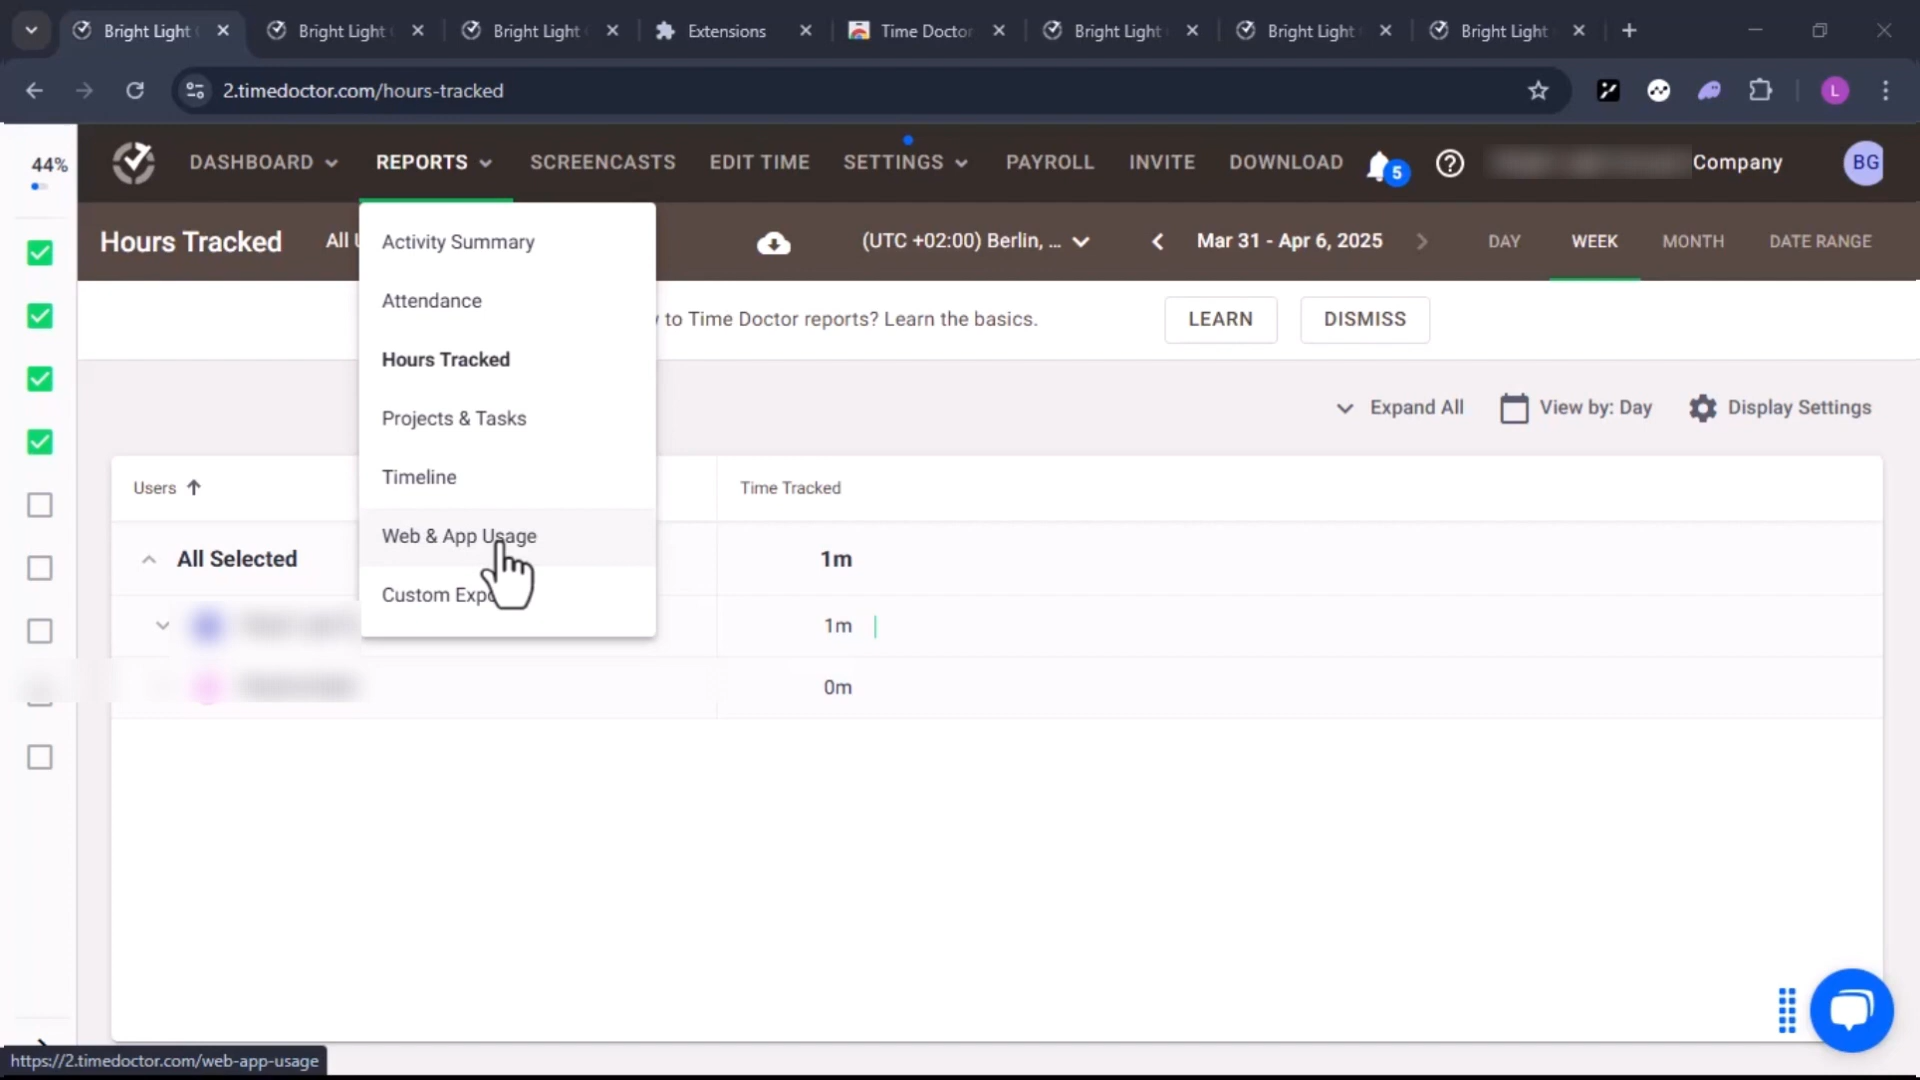 Bright Light
Bright Light
Bright Light
Extensions
Time Doctor
Bright Light
Bright Light
Bright Light
2.timedoctor.com/hours-tracked
L
44%
DASHBOARD
REPORTS
SCREENCASTS
EDIT TIME
SETTINGS
PAYROLL
INVITE
DOWNLOAD
5
Company
BG
Hours Tracked
All U
(UTC +02:00) Berlin, ...
Mar 31 - Apr 6, 2025
DAY
WEEK
MONTH
DATE RANGE
Activity Summary
Attendance
Hours Tracked
Projects & Tasks
Timeline
Web & App Usage
Custom Expo
to Time Doctor reports? Learn the basics.
LEARN
DISMISS
Expand All
View by: Day
Display Settings
Users
Time Tracked
All Selected
1m
1m
0m
https://2.timedoctor.com/web-app-usage